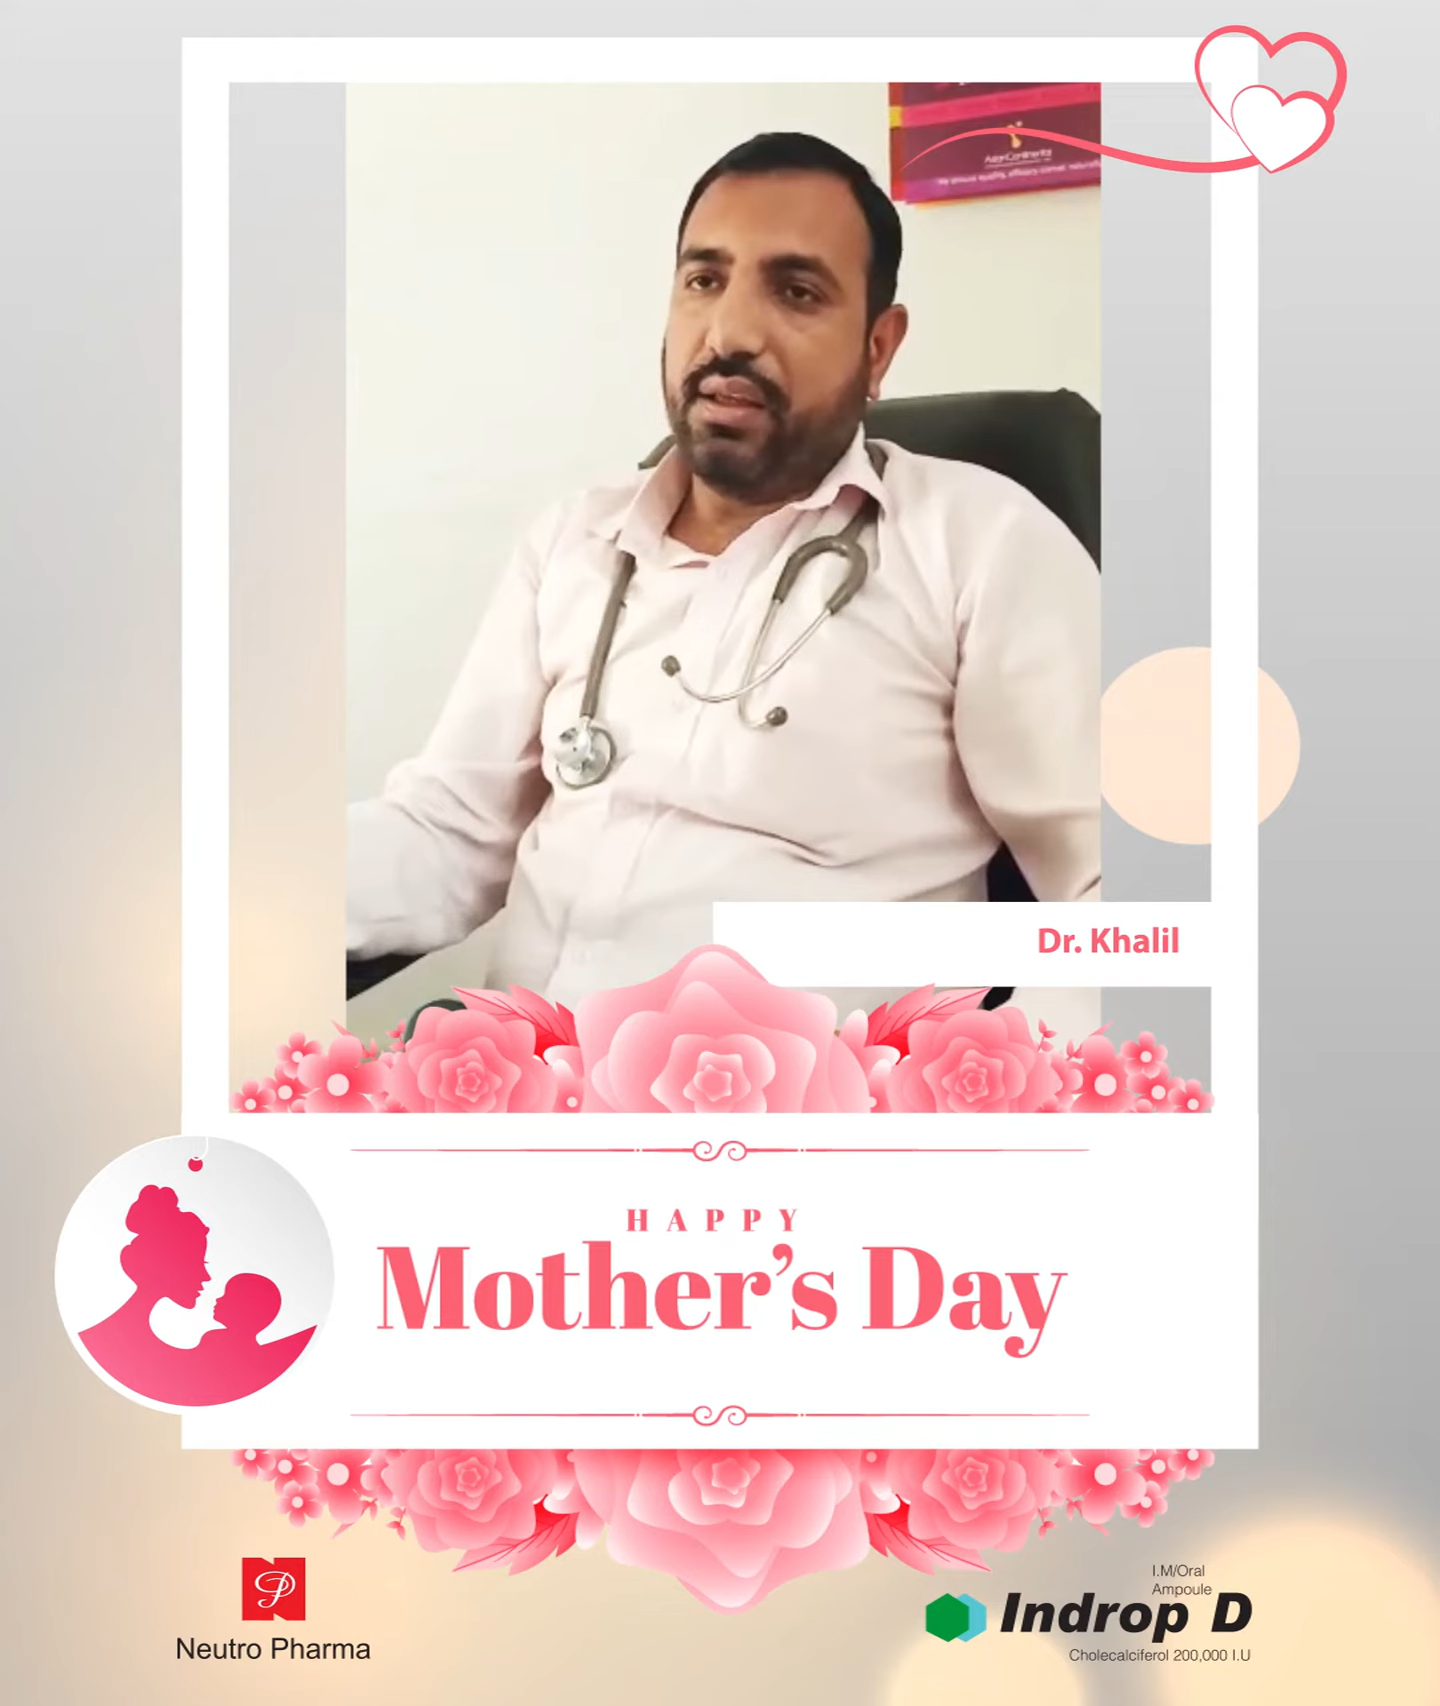 Dr. Khalil
HAPPY
Mother's Day
Neutro Pharma
I.M/Oral
Ampoule
Indrop D
Cholecalciferol 200,000 I.U